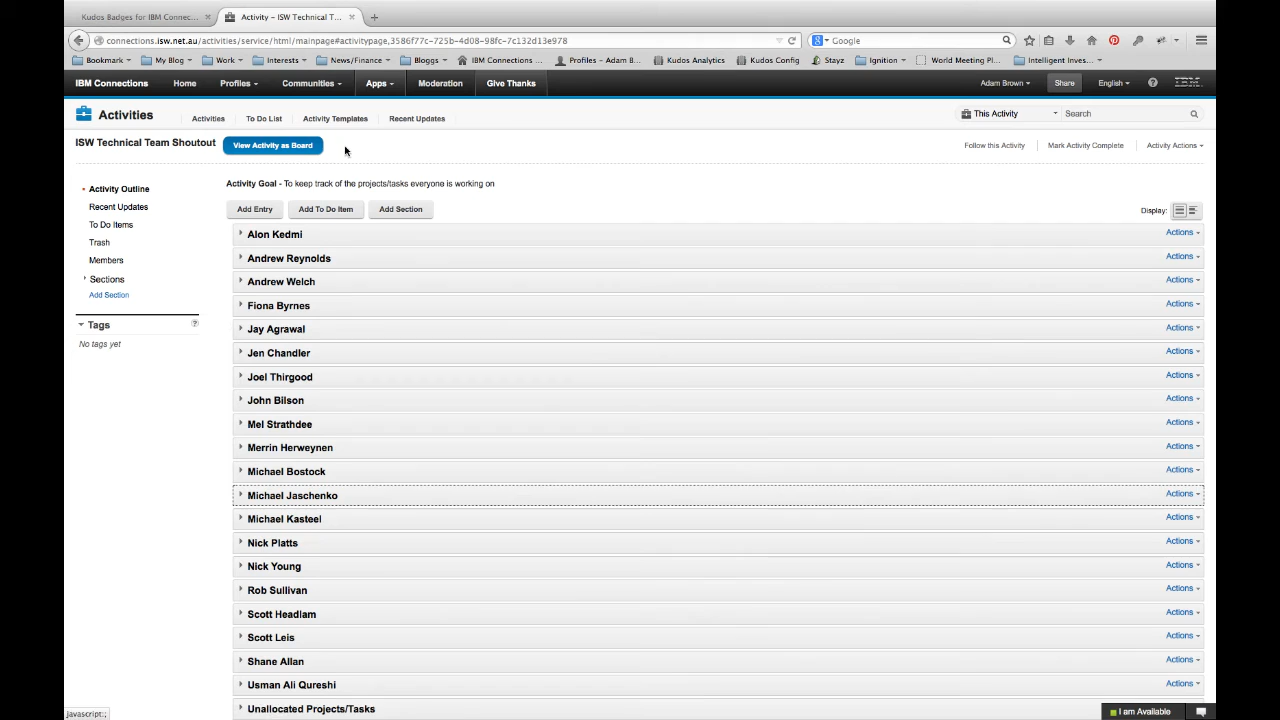 Kudos Badges for IBM Connec...
Activity – ISW Technical T...
connections.isw.net.au/activities/service/html/mainpage#activitypage,3586f77c-725b-4d08-98fc-7c132d13e978
Google
Bookmark My Blog Work Interests News/Finance Bloggs IBM Connections ... Profiles – Adam B... Kudos Analytics Kudos Config Stayz Ignition World Meeting Pl... Intelligent Inves...
IBM Connections Home Profiles Communities Apps Moderation Give Thanks Adam Brown Share English ? IBM
Activities Activities To Do List Activity Templates Recent Updates This Activity Search
ISW Technical Team Shoutout View Activity as Board Follow this Activity Mark Activity Complete Activity Actions
Activity Goal - To keep track of the projects/tasks everyone is working on
Activity Outline
Recent Updates
To Do Items
Trash
Members
Sections
Add Section
Tags ?
No tags yet
Add Entry Add To Do Item Add Section Display:
Alon Kedmi Actions
Andrew Reynolds Actions
Andrew Welch Actions
Fiona Byrnes Actions
Jay Agrawal Actions
Jen Chandler Actions
Joel Thirgood Actions
John Bilson Actions
Mel Strathdee Actions
Merrin Herweynen Actions
Michael Bostock Actions
Michael Jaschenko Actions
Michael Kasteel Actions
Nick Platts Actions
Nick Young Actions
Rob Sullivan Actions
Scott Headlam Actions
Scott Leis Actions
Shane Allan Actions
Usman Ali Qureshi Actions
Unallocated Projects/Tasks
javascript:;
I am Available